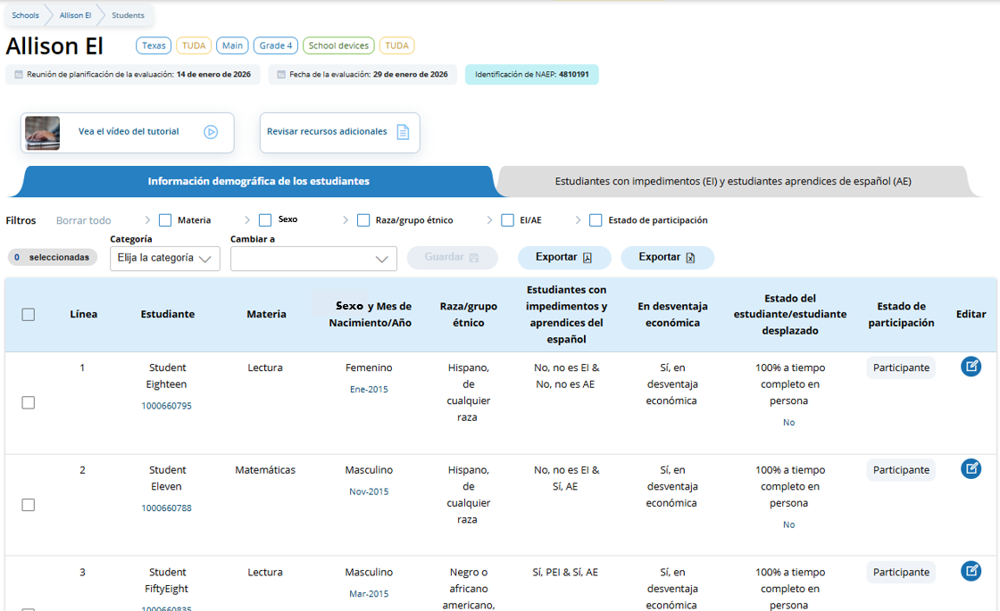 Schools Allison El Students
Allison El Texas TUDA Main Grade 4 School devices TUDA
Reunión de planificación de la evaluación: 14 de enero de 2026 Fecha de la evaluación: 29 de enero de 2026 Identificación de NAEP: 4810191
Vea el vídeo del tutorial Revisar recursos adicionales
Información demográfica de los estudiantes Estudiantes con impedimentos (EI) y estudiantes aprendices de español (AE)
Filtros Borrar todo Materia Sexo Raza/grupo étnico EI/AE Estado de participación
Categoría Cambiar a
0 seleccionadas Elija la categoría Guardar Exportar Exportar
Línea Estudiante Materia Sexo y Mes de Nacimiento/Año Raza/grupo étnico Estudiantes con impedimentos y aprendices del español En desventaja económica Estado del estudiante/estudiante desplazado Estado de participación Editar
1 Student Lectura Femenino Hispano, No, no es EI & Sí, en 100% a tiempo Participante
Eighteen Ene-2015 de No, no es AE desventaja completo en
1000660795 cualquier económica persona
raza No
2 Student Matemáticas Masculino Hispano, No, no es EI & Sí, en 100% a tiempo Participante
Eleven Nov-2015 de Sí, AE desventaja completo en
1000660788 cualquier económica persona
raza No
3 Student Lectura Masculino Negro o Sí, PEI & Sí, AE Sí, en 100% a tiempo Participante
FiftyEight Mar-2015 africano desventaja completo en
1000660835 americano, económica persona